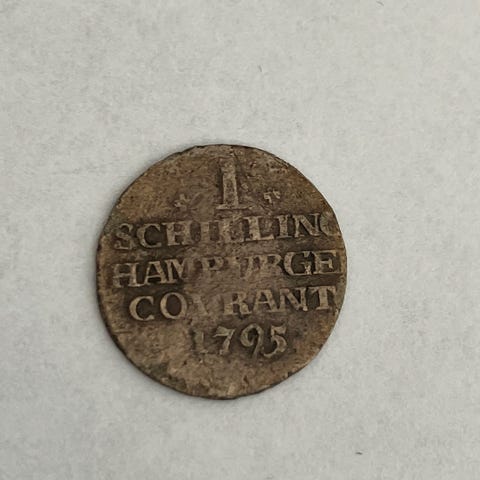 1
SCHILLING
HAMBURGER
COURANT
1795